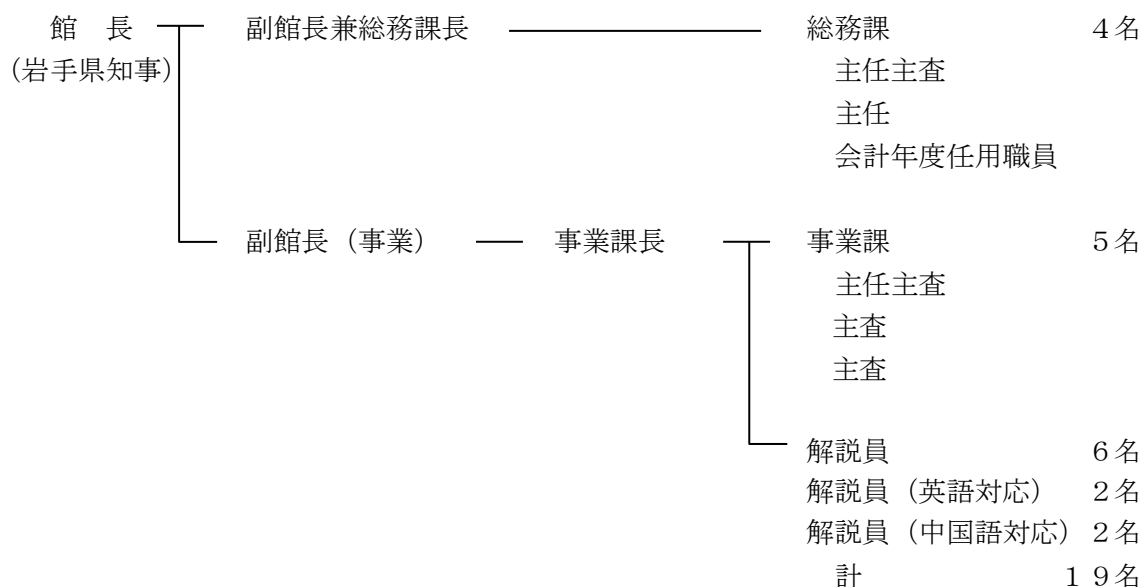 館　長　副館長兼総務課長　総務課　４名
（岩手県知事）　主任主査
主任
会計年度任用職員
副館長（事業）　事業課長　事業課　５名
主任主査
主査
主査
解説員　６名
解説員（英語対応）　２名
解説員（中国語対応）２名
計　１９名